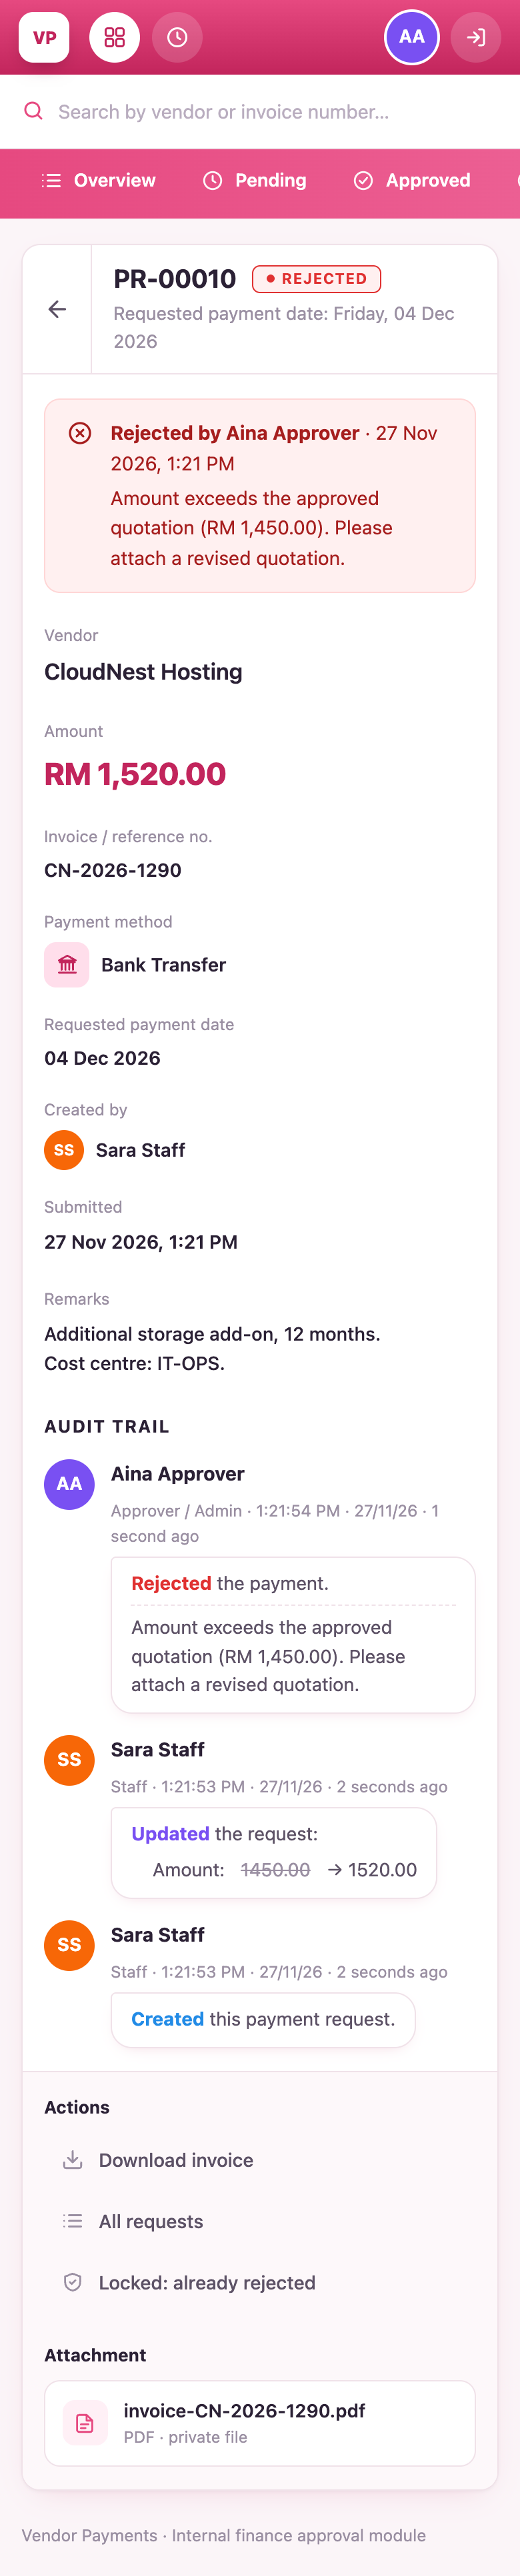 VP
AA
Search by vendor or invoice number...
Overview
Pending
Approved
PR-00010
REJECTED
Requested payment date: Friday, 04 Dec
2026
Rejected by Aina Approver · 27 Nov
2026, 1:21 PM
Amount exceeds the approved
quotation (RM 1,450.00). Please
attach a revised quotation.
Vendor
CloudNest Hosting
Amount
RM 1,520.00
Invoice / reference no.
CN-2026-1290
Payment method
Bank Transfer
Requested payment date
04 Dec 2026
Created by
SS
Sara Staff
Submitted
27 Nov 2026, 1:21 PM
Remarks
Additional storage add-on, 12 months.
Cost centre: IT-OPS.
AUDIT TRAIL
AA
Aina Approver
Approver / Admin · 1:21:54 PM · 27/11/26 · 1
second ago
Rejected the payment.
Amount exceeds the approved
quotation (RM 1,450.00). Please
attach a revised quotation.
SS
Sara Staff
Staff · 1:21:53 PM · 27/11/26 · 2 seconds ago
Updated the request:
Amount: 1450.00 → 1520.00
SS
Sara Staff
Staff · 1:21:53 PM · 27/11/26 · 2 seconds ago
Created this payment request.
Actions
Download invoice
All requests
Locked: already rejected
Attachment
invoice-CN-2026-1290.pdf
PDF · private file
Vendor Payments · Internal finance approval module